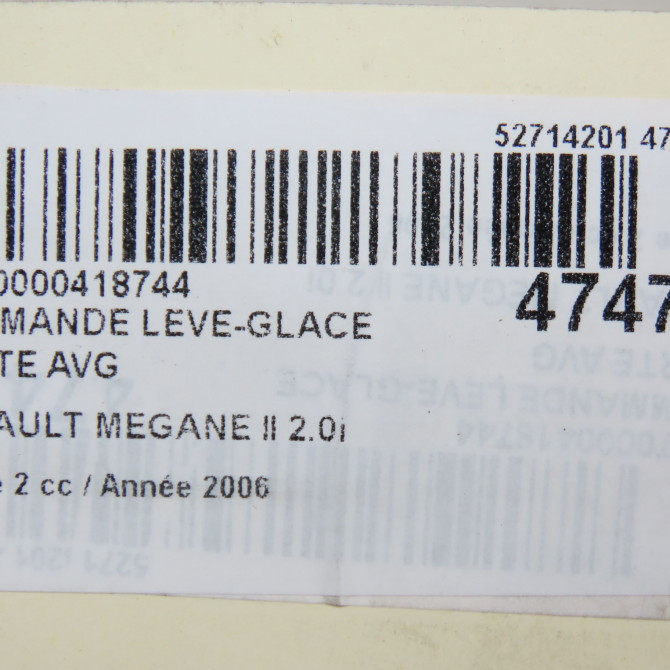 52714201 47
0000418744
4747
MANDE LEVE-GLACE
TE AVG
AULT MEGANE II 2.0i
e 2 cc / Année 2006